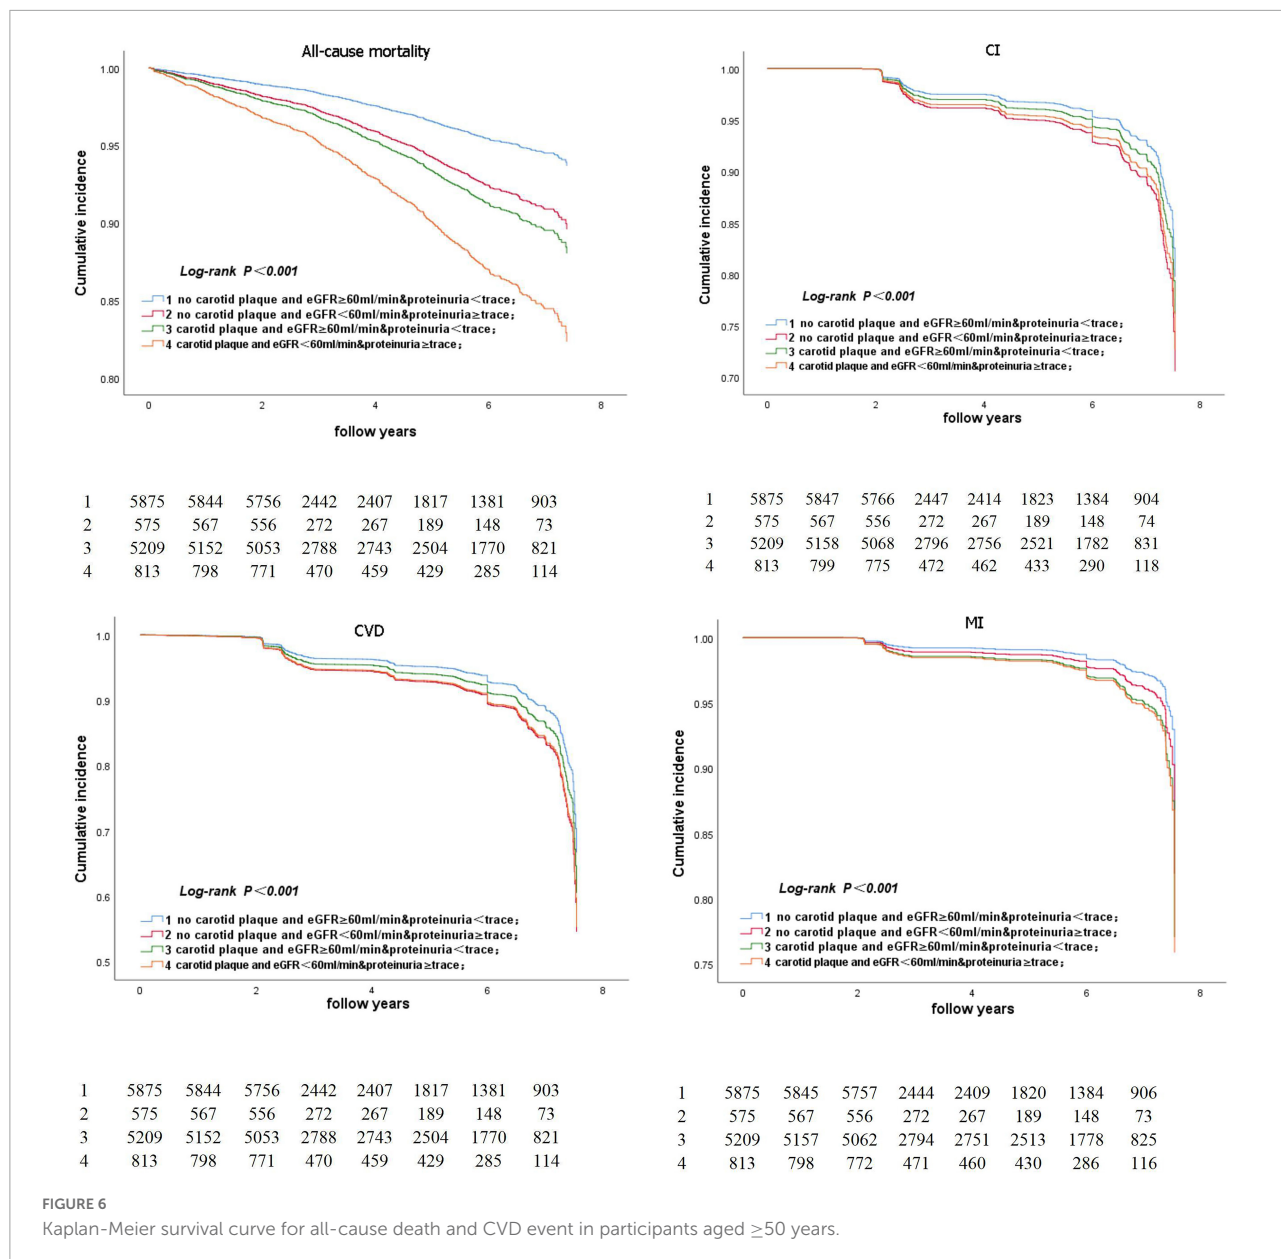 All-cause mortality
1.00
0.95
0.90
0.85
0.80
Cumulative incidence
Log-rank P<0.001
1 no carotid plaque and eGFR≥60ml/min&proteinuria<trace;
2 no carotid plaque and eGFR<60ml/min&proteinuria≥trace;
3 carotid plaque and eGFR≥60ml/min&proteinuria<trace;
4 carotid plaque and eGFR<60ml/min&proteinuria≥trace;
0 2 4 6 8
follow years
1 5875 5844 5756 2442 2407 1817 1381 903
2 575 567 556 272 267 189 148 73
3 5209 5152 5053 2788 2743 2504 1770 821
4 813 798 771 470 459 429 285 114
CI
1.00
0.95
0.90
0.85
0.80
0.75
0.70
Cumulative incidence
Log-rank P<0.001
1 no carotid plaque and eGFR≥60ml/min&proteinuria<trace;
2 no carotid plaque and eGFR<60ml/min&proteinuria≥trace;
3 carotid plaque and eGFR≥60ml/min&proteinuria<trace;
4 carotid plaque and eGFR<60ml/min&proteinuria≥trace;
0 2 4 6 8
follow years
1 5875 5847 5766 2447 2414 1823 1384 904
2 575 567 556 272 267 189 148 74
3 5209 5158 5068 2796 2756 2521 1782 831
4 813 799 775 472 462 433 290 118
CVD
1.0
0.9
0.8
0.7
0.6
0.5
Cumulative incidence
Log-rank P<0.001
1 no carotid plaque and eGFR≥60ml/min&proteinuria<trace;
2 no carotid plaque and eGFR<60ml/min&proteinuria≥trace;
3 carotid plaque and eGFR≥60ml/min&proteinuria<trace;
4 carotid plaque and eGFR<60ml/min&proteinuria≥trace;
0 2 4 6 8
follow years
1 5875 5844 5756 2442 2407 1817 1381 903
2 575 567 556 272 267 189 148 73
3 5209 5152 5053 2788 2743 2504 1770 821
4 813 798 771 470 459 429 285 114
MI
1.00
0.95
0.90
0.85
0.80
0.75
Cumulative incidence
Log-rank P<0.001
1 no carotid plaque and eGFR≥60ml/min&proteinuria<trace;
2 no carotid plaque and eGFR<60ml/min&proteinuria≥trace;
3 carotid plaque and eGFR≥60ml/min&proteinuria<trace;
4 carotid plaque and eGFR<60ml/min&proteinuria≥trace;
0 2 4 6 8
follow years
1 5875 5845 5757 2444 2409 1820 1384 906
2 575 567 556 272 267 189 148 73
3 5209 5157 5062 2794 2751 2513 1778 825
4 813 798 772 471 460 430 286 116
FIGURE 6
Kaplan-Meier survival curve for all-cause death and CVD event in participants aged ≥50 years.